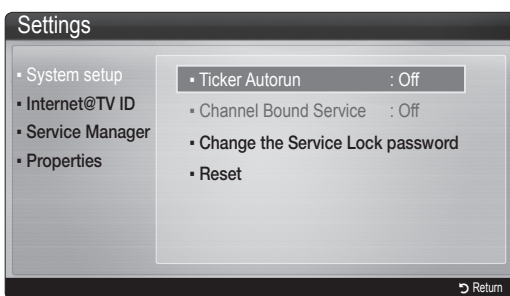 Settings
▪ System setup
▪ Internet@TV ID
▪ Service Manager
▪ Properties
▪ Ticker Autorun : Off
▪ Channel Bound Service : Off
▪ Change the Service Lock password
▪ Reset
Return